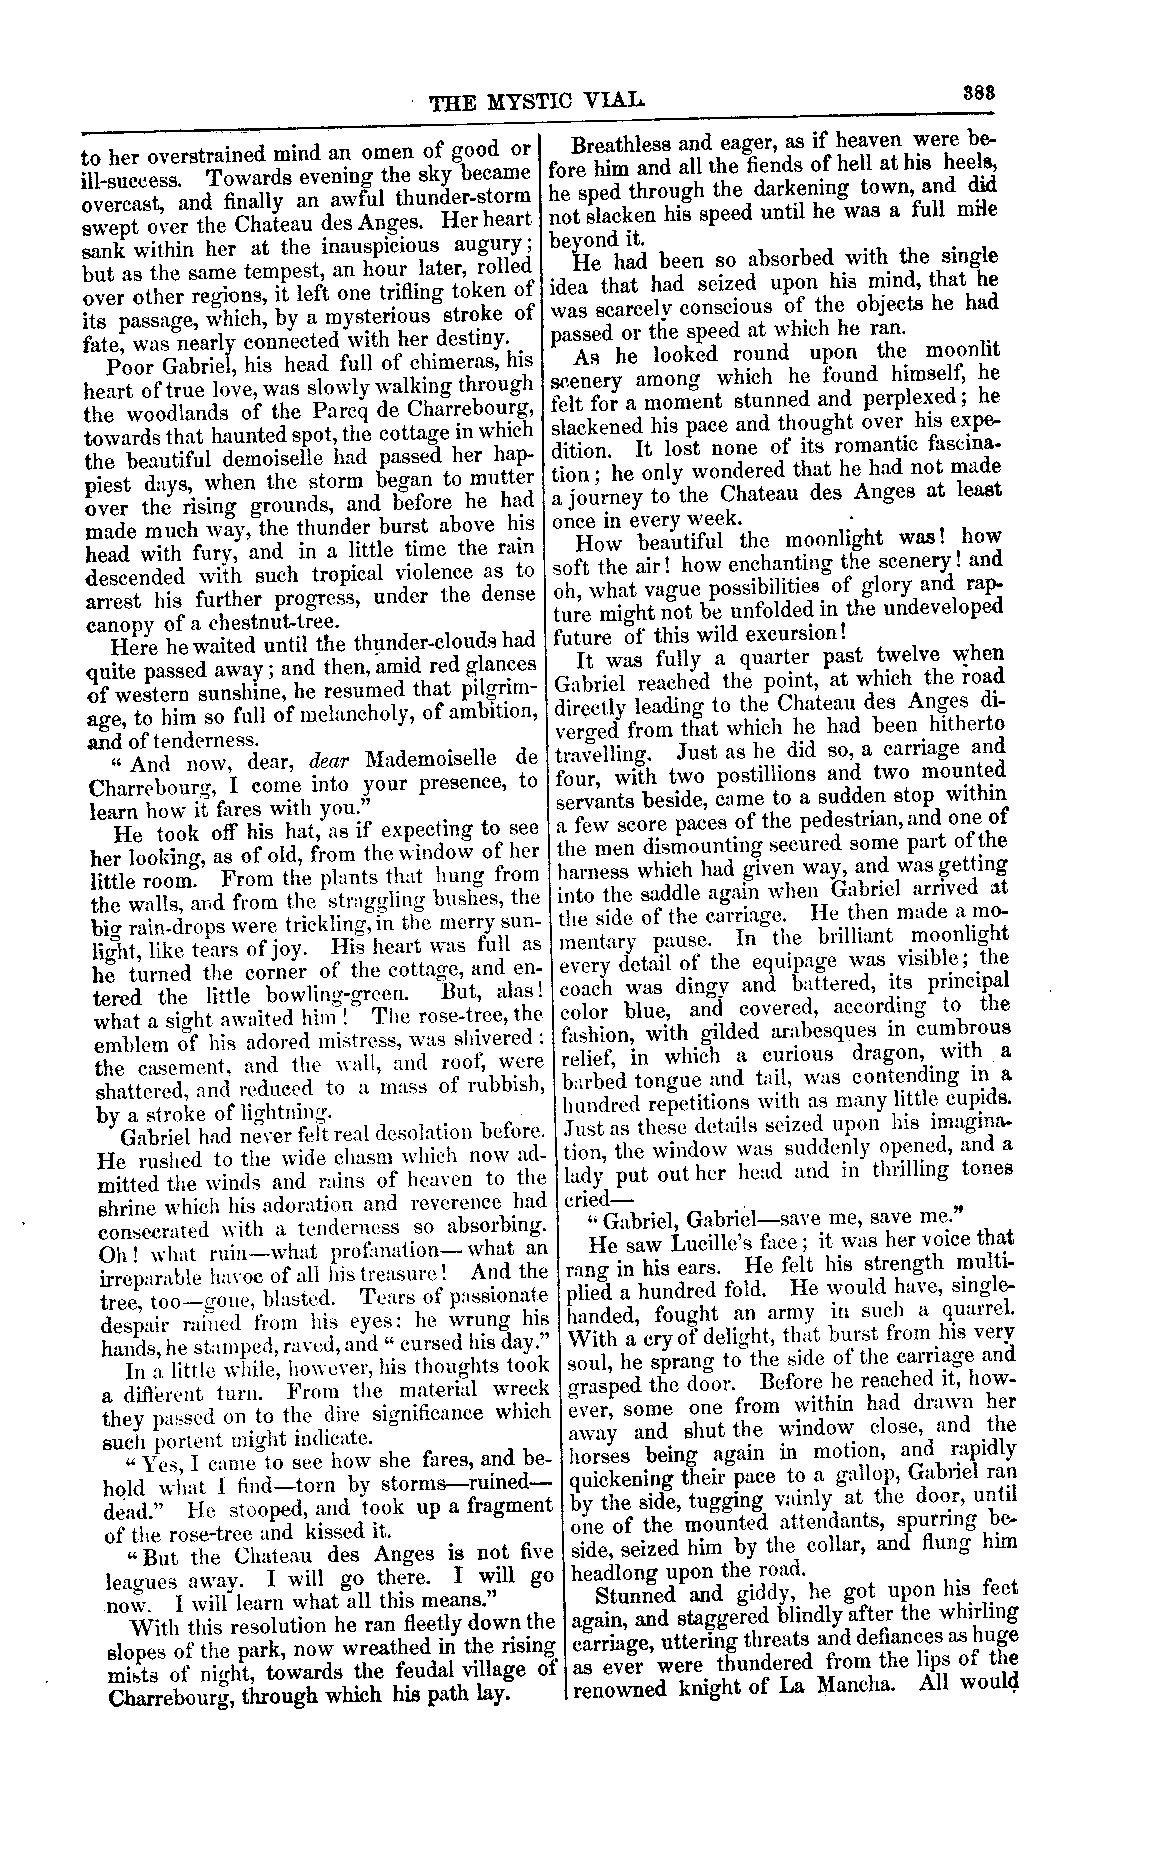 THE MYSTIC VIAL.
383
to her overstrained mind an omen of good or
ill-success. Towards evening the sky became
overcast, and finally an awful thunder-storm
swept over the Chateau des Anges. Her heart
sank within her at the inauspicious augury;
but as the same tempest, an hour later, rolled
over other regions, it left one trifling token of
its passage, which, by a mysterious stroke of
fate, was nearly connected with her destiny.
Poor Gabriel, his head full of chimeras, his
heart of true love, was slowly walking through
the woodlands of the Parcq de Charrebourg,
towards that haunted spot, the cottage in which
the beautiful demoiselle had passed her hap-
piest days, when the storm began to mutter
over the rising grounds, and before he had
made much way, the thunder burst above his
head with fury, and in a little time the rain
descended with such tropical violence as to
arrest his further progress, under the dense
canopy of a chestnut-tree.
Here he waited until the thunder-clouds had
quite passed away; and then, amid red glances
of western sunshine, he resumed that pilgrim-
age, to him so full of melancholy, of ambition,
and of tenderness.
“ And now, dear, dear Mademoiselle de
Charrebourg, I come into your presence, to
learn how it fares with you.”
He took off his hat, as if expecting to see
her looking, as of old, from the window of her
little room. From the plants that hung from
the walls, and from the straggling bushes, the
big rain-drops were trickling, in the merry sun-
light, like tears of joy. His heart was full as
he turned the corner of the cottage, and en-
tered the little bowling-green. But, alas!
what a sight awaited him! The rose-tree, the
emblem of his adored mistress, was shivered:
the casement, and the wall, and roof, were
shattered, and reduced to a mass of rubbish,
by a stroke of lightning.
Gabriel had never felt real desolation before.
He rushed to the wide chasm which now ad-
mitted the winds and rains of heaven to the
shrine which his adoration and reverence had
consecrated with a tenderness so absorbing.
Oh! what ruin—what profanation—what an
irreparable havoc of all his treasure! And the
tree, too—gone, blasted. Tears of passionate
despair rained from his eyes: he wrung his
hands, he stamped, raved, and “ cursed his day.”
In a little while, however, his thoughts took
a different turn. From the material wreck
they passed on to the dire significance which
such portent might indicate.
“ Yes, I came to see how she fares, and be-
hold what I find—torn by storms—ruined—
dead.” He stooped, and took up a fragment
of the rose-tree and kissed it.
“ But the Chateau des Anges is not five
leagues away. I will go there. I will go
now. I will learn what all this means.”
With this resolution he ran fleetly down the
slopes of the park, now wreathed in the rising
mists of night, towards the feudal village of
Charrebourg, through which his path lay.
Breathless and eager, as if heaven were be-
fore him and all the fiends of hell at his heels,
he sped through the darkening town, and did
not slacken his speed until he was a full mile
beyond it.
He had been so absorbed with the single
idea that had seized upon his mind, that he
was scarcely conscious of the objects he had
passed or the speed at which he ran.
As he looked round upon the moonlit
scenery among which he found himself, he
felt for a moment stunned and perplexed; he
slackened his pace and thought over his expe-
dition. It lost none of its romantic fascina-
tion; he only wondered that he had not made
a journey to the Chateau des Anges at least
once in every week.
How beautiful the moonlight was! how
soft the air! how enchanting the scenery! and
oh, what vague possibilities of glory and rap-
ture might not be unfolded in the undeveloped
future of this wild excursion!
It was fully a quarter past twelve when
Gabriel reached the point, at which the road
directly leading to the Chateau des Anges di-
verged from that which he had been hitherto
travelling. Just as he did so, a carriage and
four, with two postillions and two mounted
servants beside, came to a sudden stop within
a few score paces of the pedestrian, and one of
the men dismounting secured some part of the
harness which had given way, and was getting
into the saddle again when Gabriel arrived at
the side of the carriage. He then made a mo-
mentary pause. In the brilliant moonlight
every detail of the equipage was visible; the
coach was dingy and battered, its principal
color blue, and covered, according to the
fashion, with gilded arabesques in cumbrous
relief, in which a curious dragon, with a
barbed tongue and tail, was contending in a
hundred repetitions with as many little cupids.
Just as these details seized upon his imagina-
tion, the window was suddenly opened, and a
lady put out her head and in thrilling tones
cried—
“ Gabriel, Gabriel—save me, save me.”
He saw Lucille's face; it was her voice that
rang in his ears. He felt his strength multi-
plied a hundred fold. He would have, single-
handed, fought an army in such a quarrel.
With a cry of delight, that burst from his very
soul, he sprang to the side of the carriage and
grasped the door. Before he reached it, how-
ever, some one from within had drawn her
away and shut the window close, and the
horses being again in motion, and rapidly
quickening their pace to a gallop, Gabriel ran
by the side, tugging vainly at the door, until
one of the mounted attendants, spurring be-
side, seized him by the collar, and flung him
headlong upon the road.
Stunned and giddy, he got upon his feet
again, and staggered blindly after the whirling
carriage, uttering threats and defiances as huge
as ever were thundered from the lips of the
renowned knight of La Mancha. All would